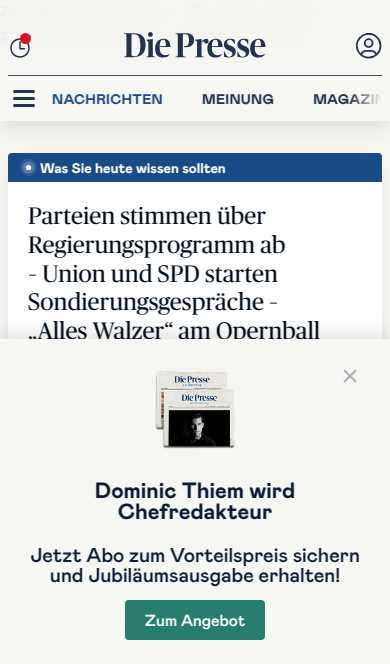 Die Presse
NACHRICHTEN MEINUNG MAGAZIN
Was Sie heute wissen sollten
Parteien stimmen über
Regierungsprogramm ab
– Union und SPD starten
Sondierungsgespräche –
„Alles Walzer“ am Opernball
Die Presse
Die Presse
Dominic Thiem wird
Chefredakteur
Jetzt Abo zum Vorteilspreis sichern
und Jubiläumsausgabe erhalten!
Zum Angebot